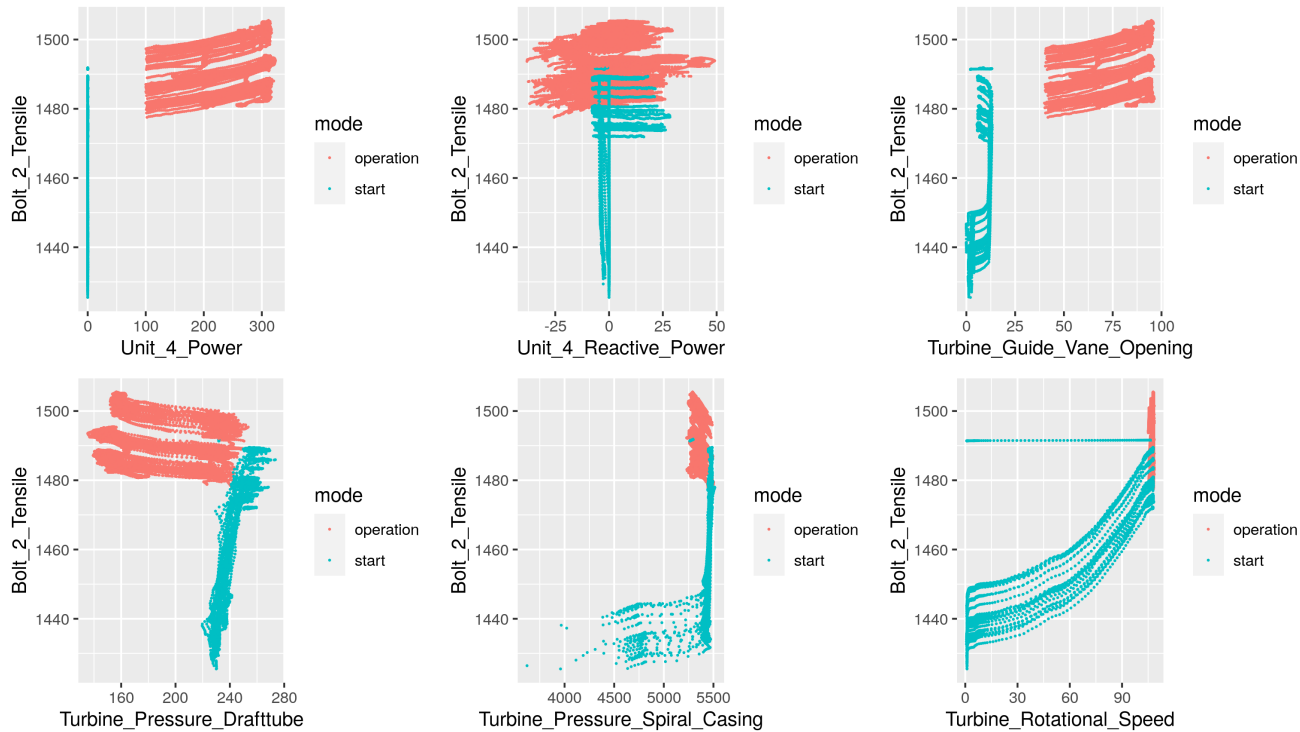 Bolt_2_Tensile
1500
1480
1460
1440
0
100
200
300
Unit_4_Power
mode
operation
start
Bolt_2_Tensile
1500
1480
1460
1440
-25
0
25
50
Unit_4_Reactive_Power
mode
operation
start
Bolt_2_Tensile
1500
1480
1460
1440
0
25
50
75
100
Turbine_Guide_Vane_Opening
mode
operation
start
Bolt_2_Tensile
1500
1480
1460
1440
160
200
240
280
Turbine_Pressure_Drafttube
mode
operation
start
Bolt_2_Tensile
1500
1480
1460
1440
4000
4500
5000
5500
Turbine_Pressure_Spiral_Casing
mode
operation
start
Bolt_2_Tensile
1500
1480
1460
1440
0
30
60
90
Turbine_Rotational_Speed
mode
operation
start